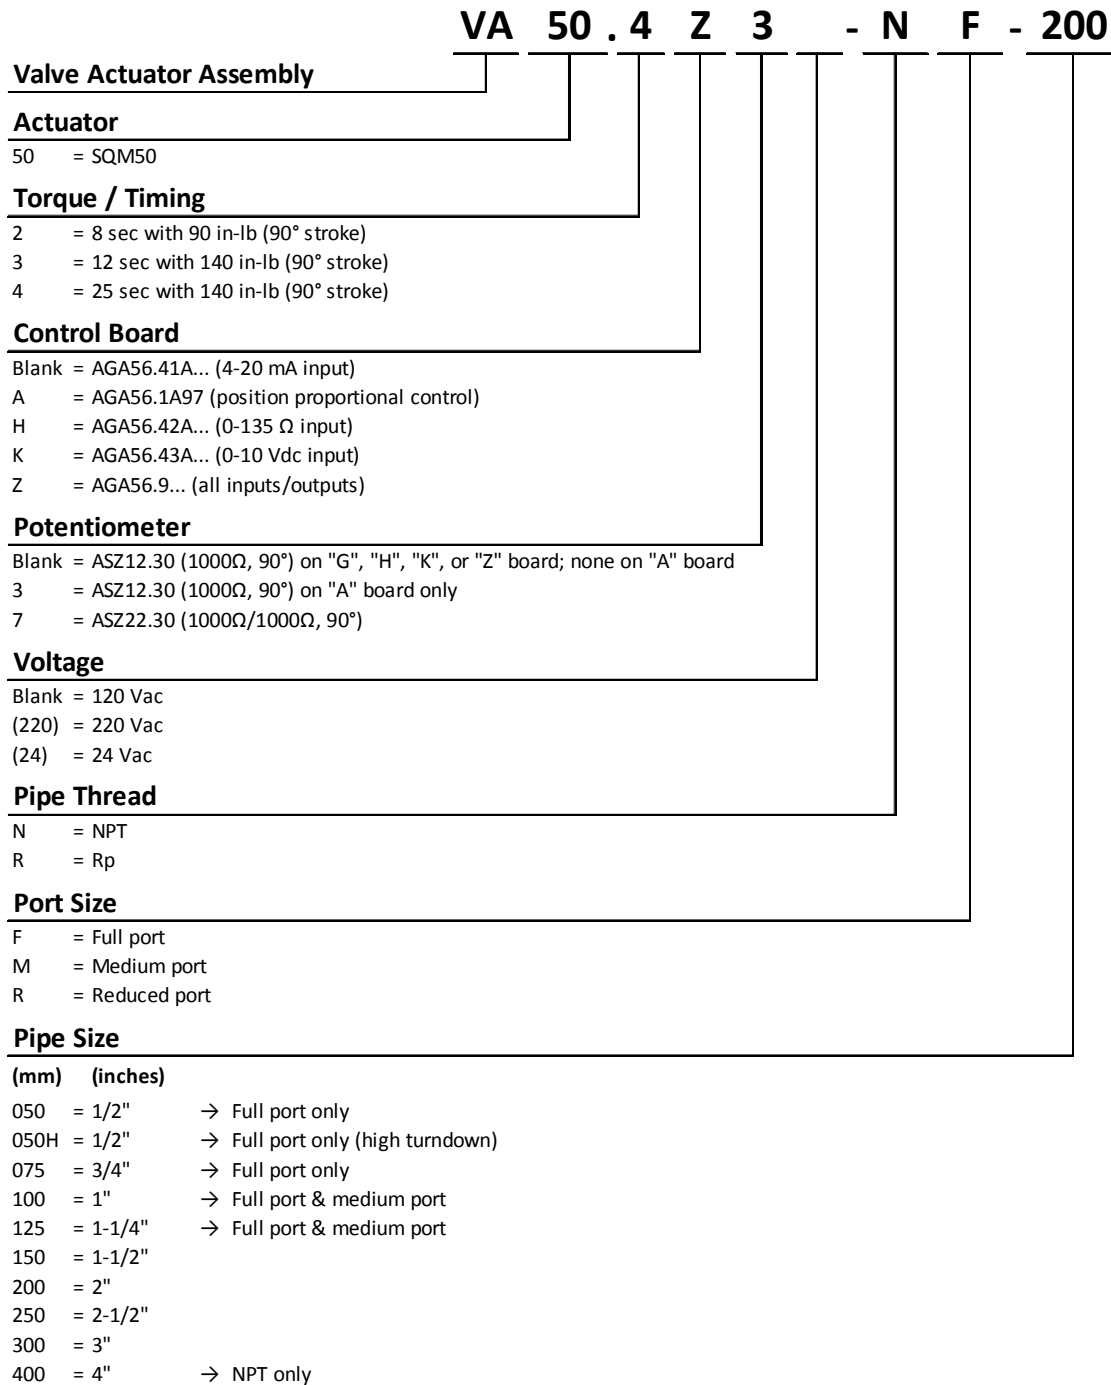 VA 50 . 4 Z 3 - N F - 200
Valve Actuator Assembly
Actuator
50 = SQM50
Torque / Timing
2 = 8 sec with 90 in-lb (90° stroke)
3 = 12 sec with 140 in-lb (90° stroke)
4 = 25 sec with 140 in-lb (90° stroke)
Control Board
Blank = AGA56.41A... (4-20 mA input)
A = AGA56.1A97 (position proportional control)
H = AGA56.42A... (0-135 Ω input)
K = AGA56.43A... (0-10 Vdc input)
Z = AGA56.9... (all inputs/outputs)
Potentiometer
Blank = ASZ12.30 (1000Ω, 90°) on "G", "H", "K", or "Z" board; none on "A" board
3 = ASZ12.30 (1000Ω, 90°) on "A" board only
7 = ASZ22.30 (1000Ω/1000Ω, 90°)
Voltage
Blank = 120 Vac
(220) = 220 Vac
(24) = 24 Vac
Pipe Thread
N = NPT
R = Rp
Port Size
F = Full port
M = Medium port
R = Reduced port
Pipe Size
(mm) (inches)
050 = 1/2" → Full port only
050H = 1/2" → Full port only (high turndown)
075 = 3/4" → Full port only
100 = 1" → Full port & medium port
125 = 1-1/4" → Full port & medium port
150 = 1-1/2"
200 = 2"
250 = 2-1/2"
300 = 3"
400 = 4" → NPT only